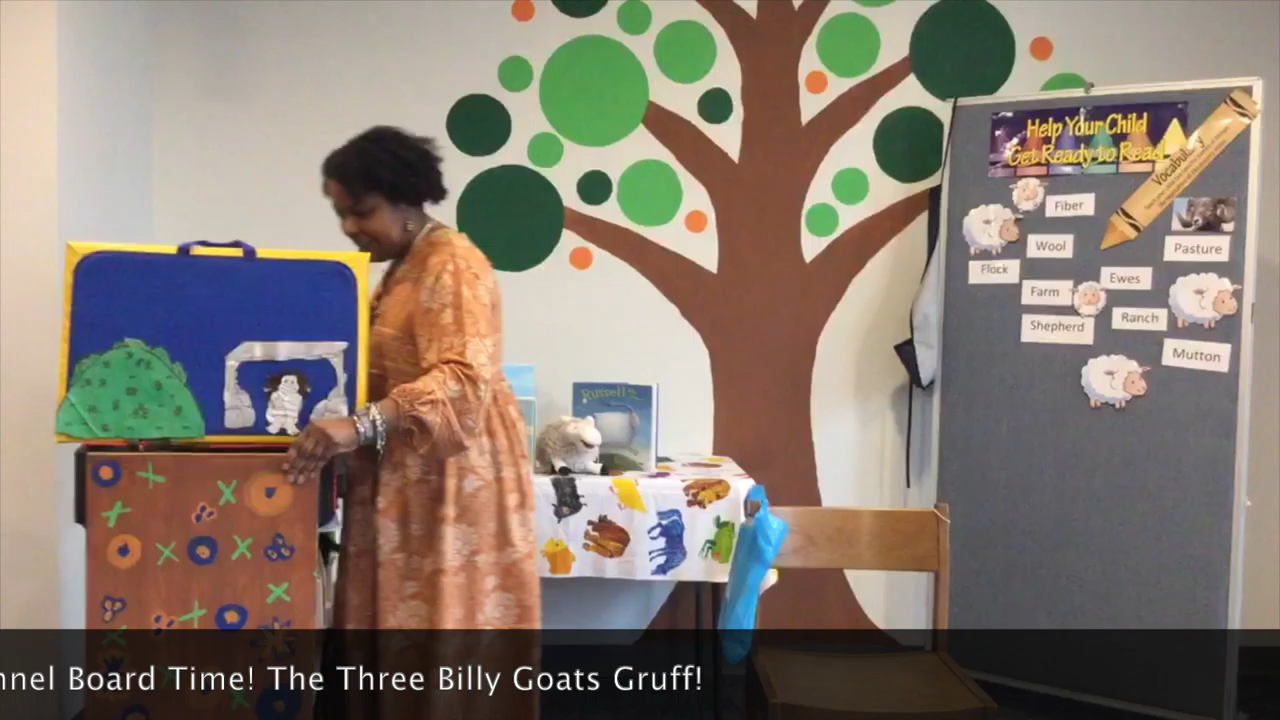 Help Your Child
Get Ready to Read
Vocabulary
Fiber
Wool
Pasture
Flock
Ewes
Farm
Ranch
Shepherd
Mutton
Russell
nnel Board Time! The Three Billy Goats Gruff!